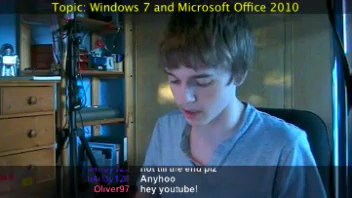 Topic: Windows 7 and Microsoft Office 2010
not till the end plz
Anyhoo
Oliver97 hey youtube!